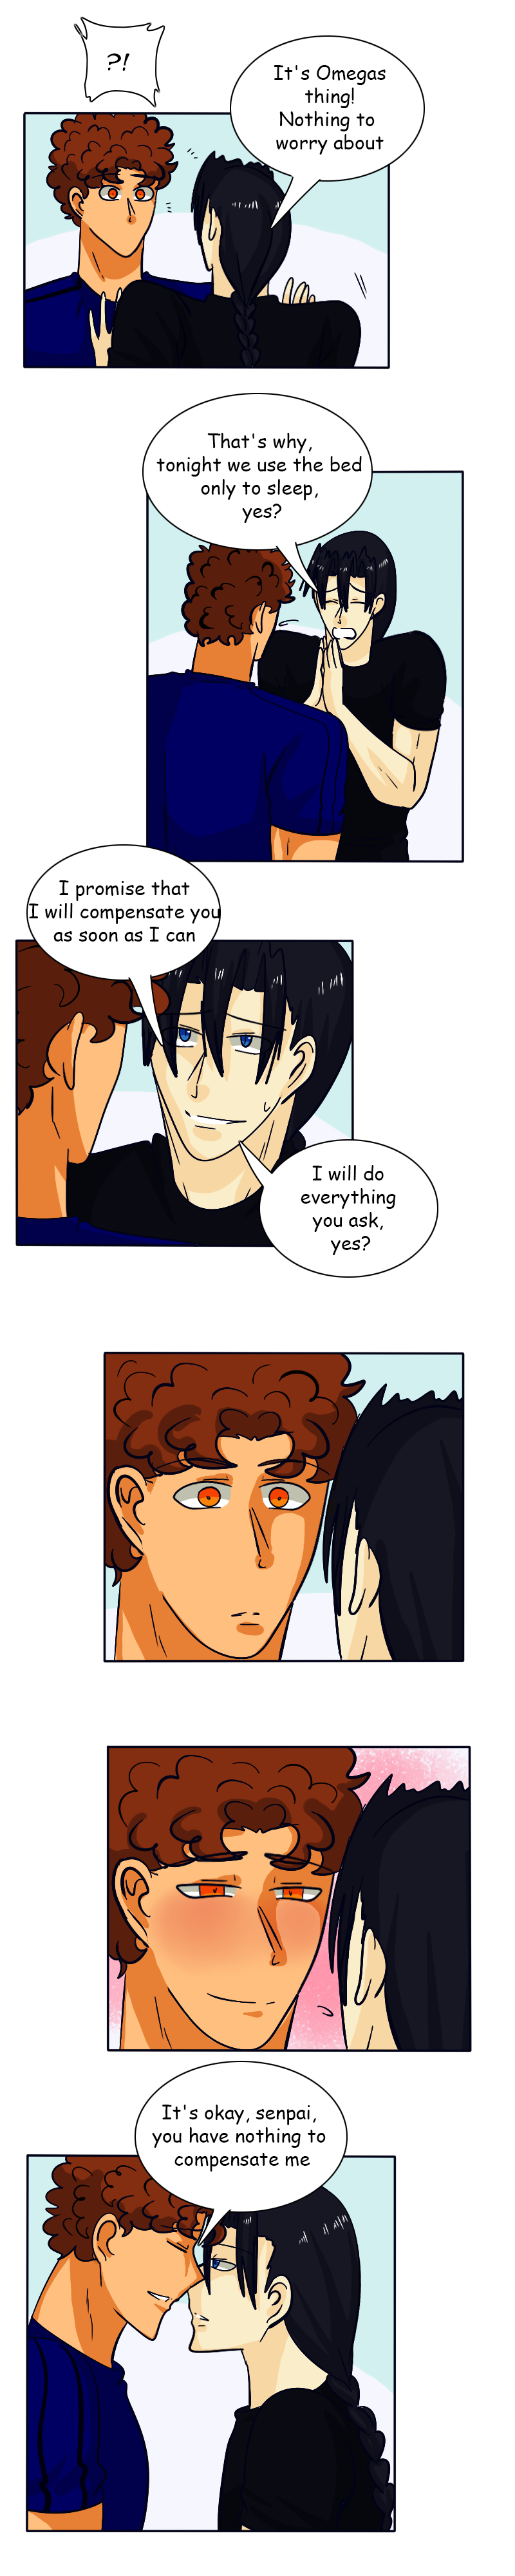 ?!
It's Omegas
thing!
Nothing to
worry about
That's why,
tonight we use the bed
only to sleep,
yes?
I promise that
I will compensate you
as soon as I can
I will do
everything
you ask,
yes?
It's okay, senpai,
you have nothing to
compensate me